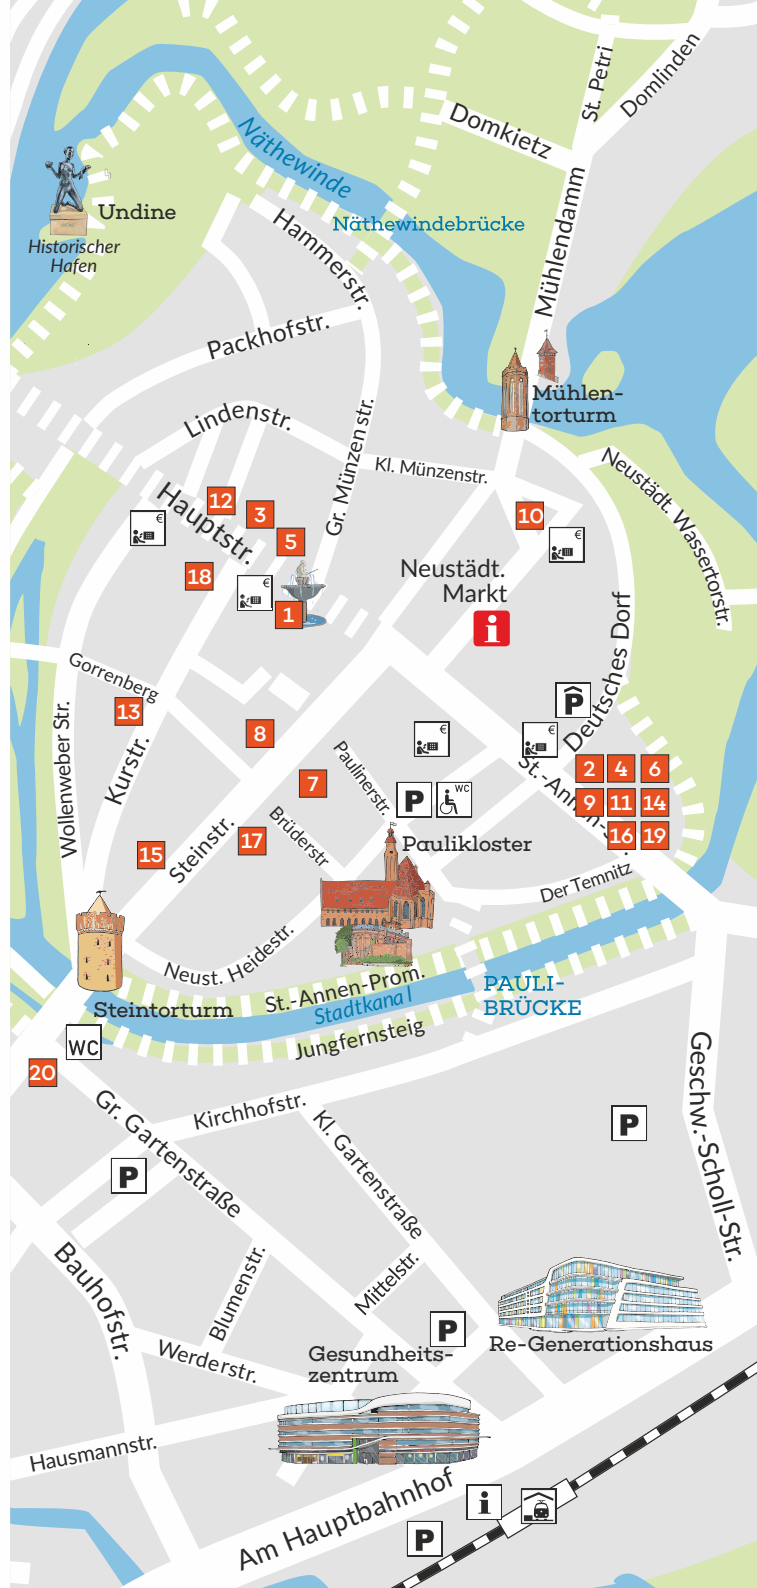 St. Petri
Domlinden
Domkietz
Näthewinde
Undine
Historischer
Hafen
Näthewindebrücke
Hammerstr.
Mühlendamm
Packhofstr.
Mühlen-
torturm
Lindenstr.
Gr. Münzenstr.
Kl. Münzenstr.
Neustädt. Wassertorstr.
Hauptstr.
12
3
5
10
€
€
€
18
1
Neustädt.
Markt
i
Deutsches Dorf
Gorrenberg
13
Wollenweber Str.
Kurstr.
8
7
Paulinerstr.
€
€
P
St.-Annen-S
2
4
6
9
11
14
16
19
P
WC
15
Steinstr.
17
Brüderstr
Paulikloster
Der Temnitz
Neust. Heidestr.
St.-Annen-Prom.
Stadtkanal
Jungfernsteig
PAULI-
BRÜCKE
Steintorturm
WC
20
Geschw.-Scholl-Str.
Gr. Gartenstraße
Kirchhofstr.
Kl. Gartenstraße
P
P
Bauhofstr.
Blumenstr.
Mittelstr.
P
Werderstr.
Re-Generationshaus
Gesundheits-
zentrum
Hausmannstr.
Am Hauptbahnhof
i
P